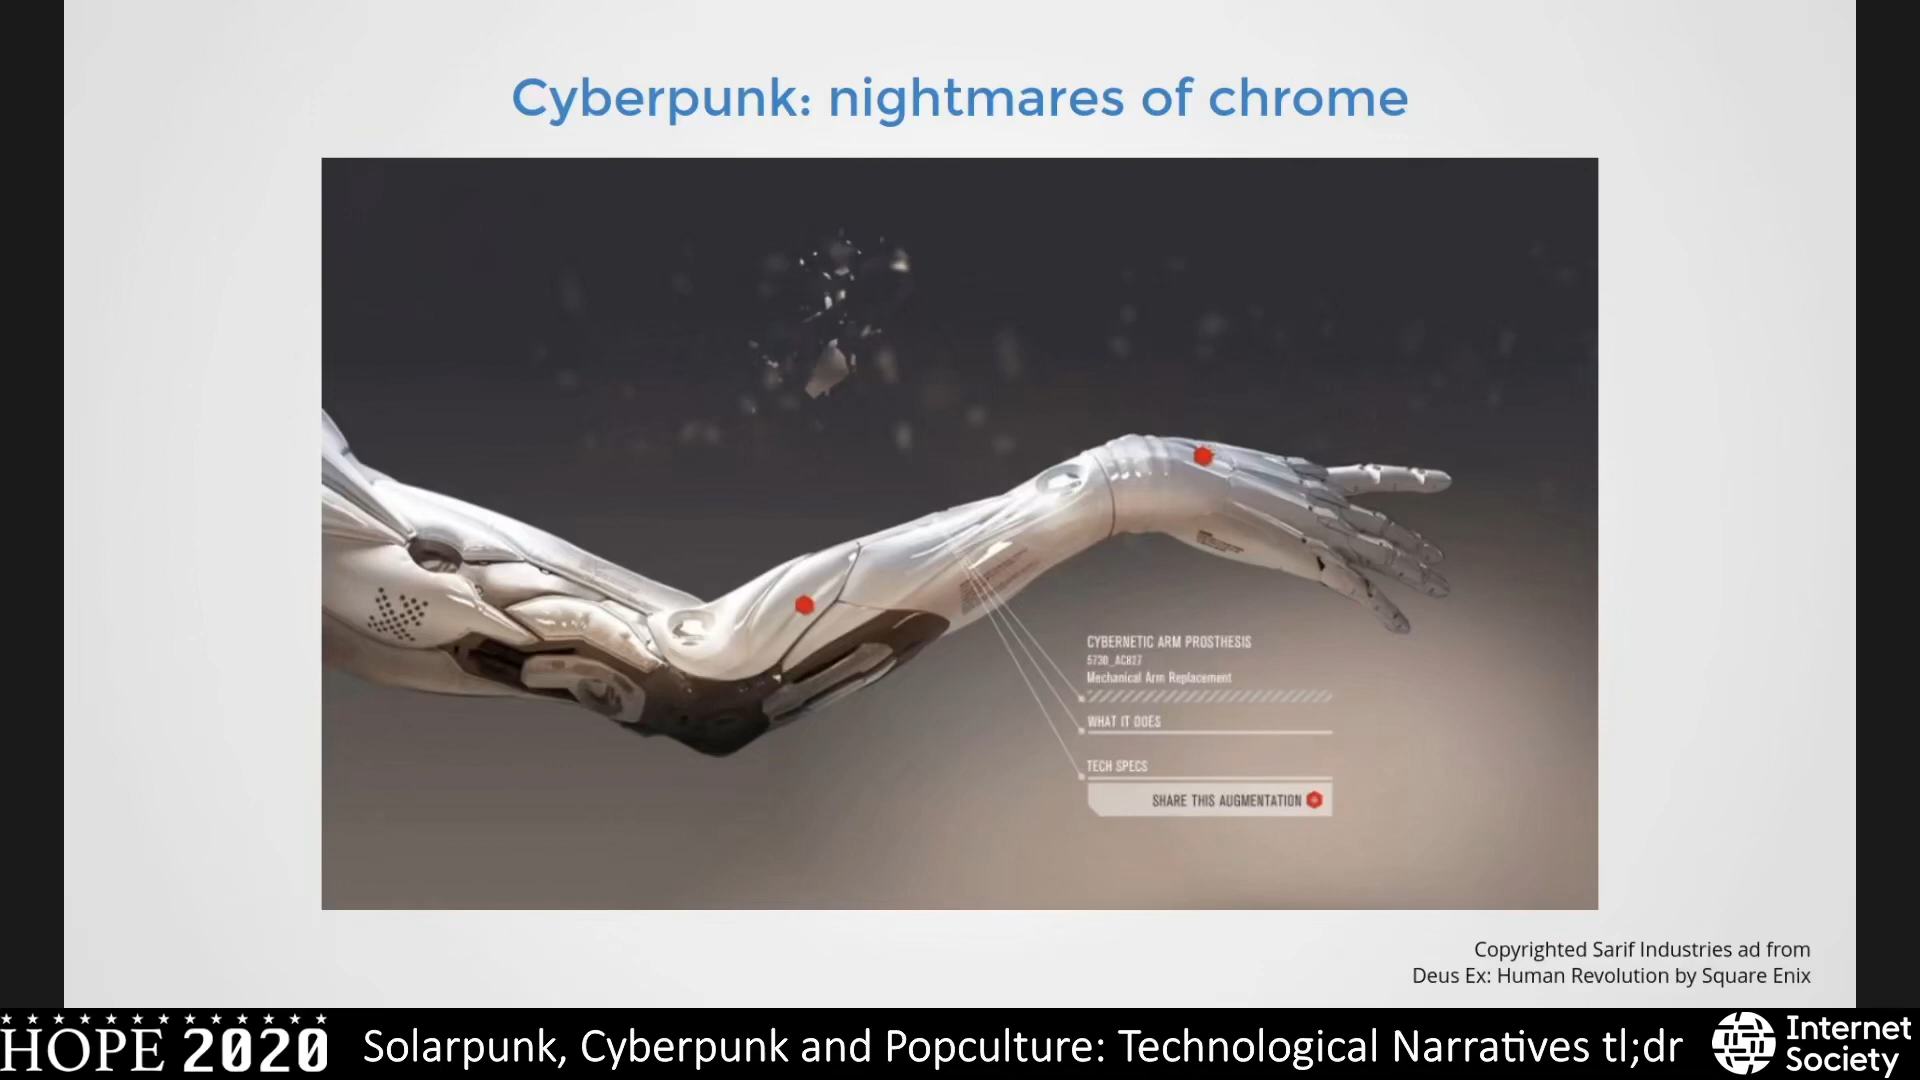 Cyberpunk: nightmares of chrome
CYBERNETIC ARM PROSTHESIS
5730_AC827
Mechanical Arm Replacement
WHAT IT DOES
TECH SPECS
SHARE THIS AUGMENTATION
Copyrighted Sarif Industries ad from
Deus Ex: Human Revolution by Square Enix
HOPE 2020
Solarpunk, Cyberpunk and Popculture: Technological Narratives tl;dr
Internet
Society